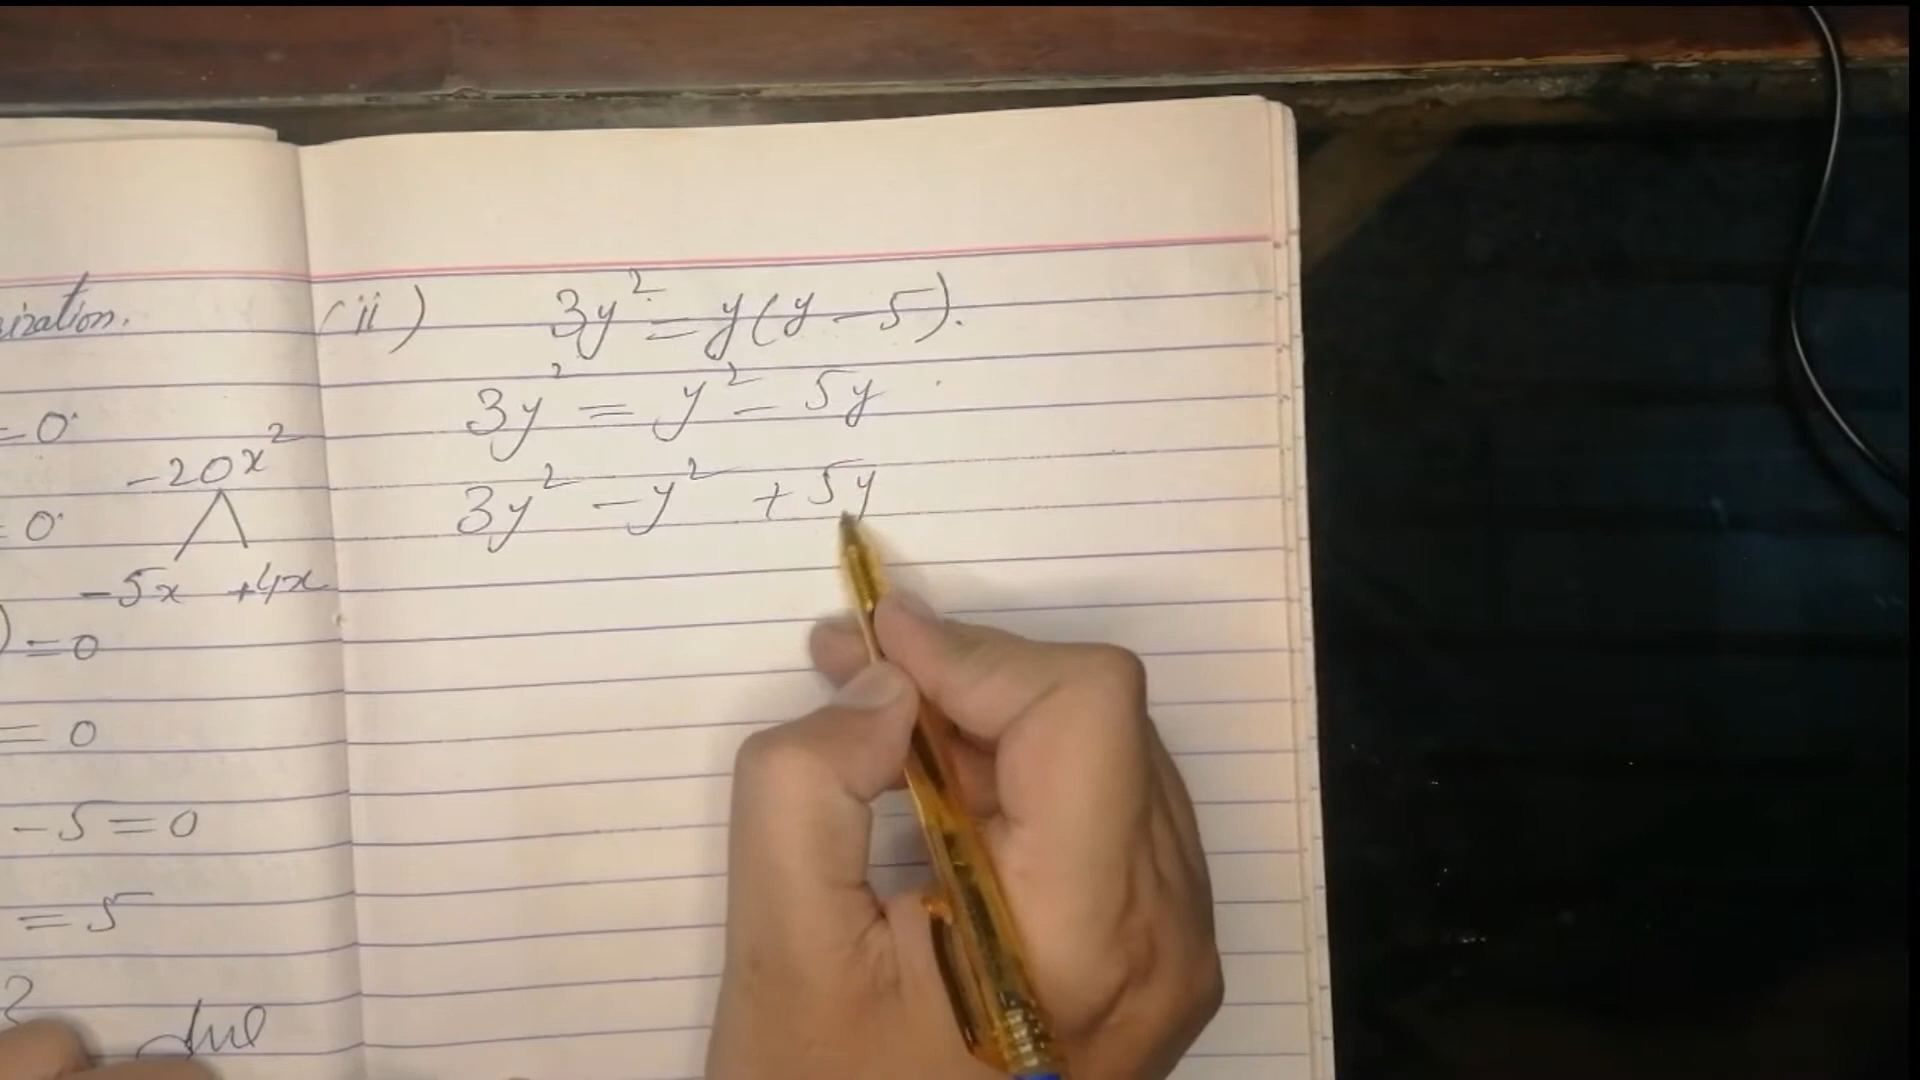 = 0
-20x²
= 0
-5x +4x
) = 0
= 0
- 5 = 0
= 5
(ii) 3y² = y(y - 5).
3y² = y² - 5y
3y² - y² + 5y